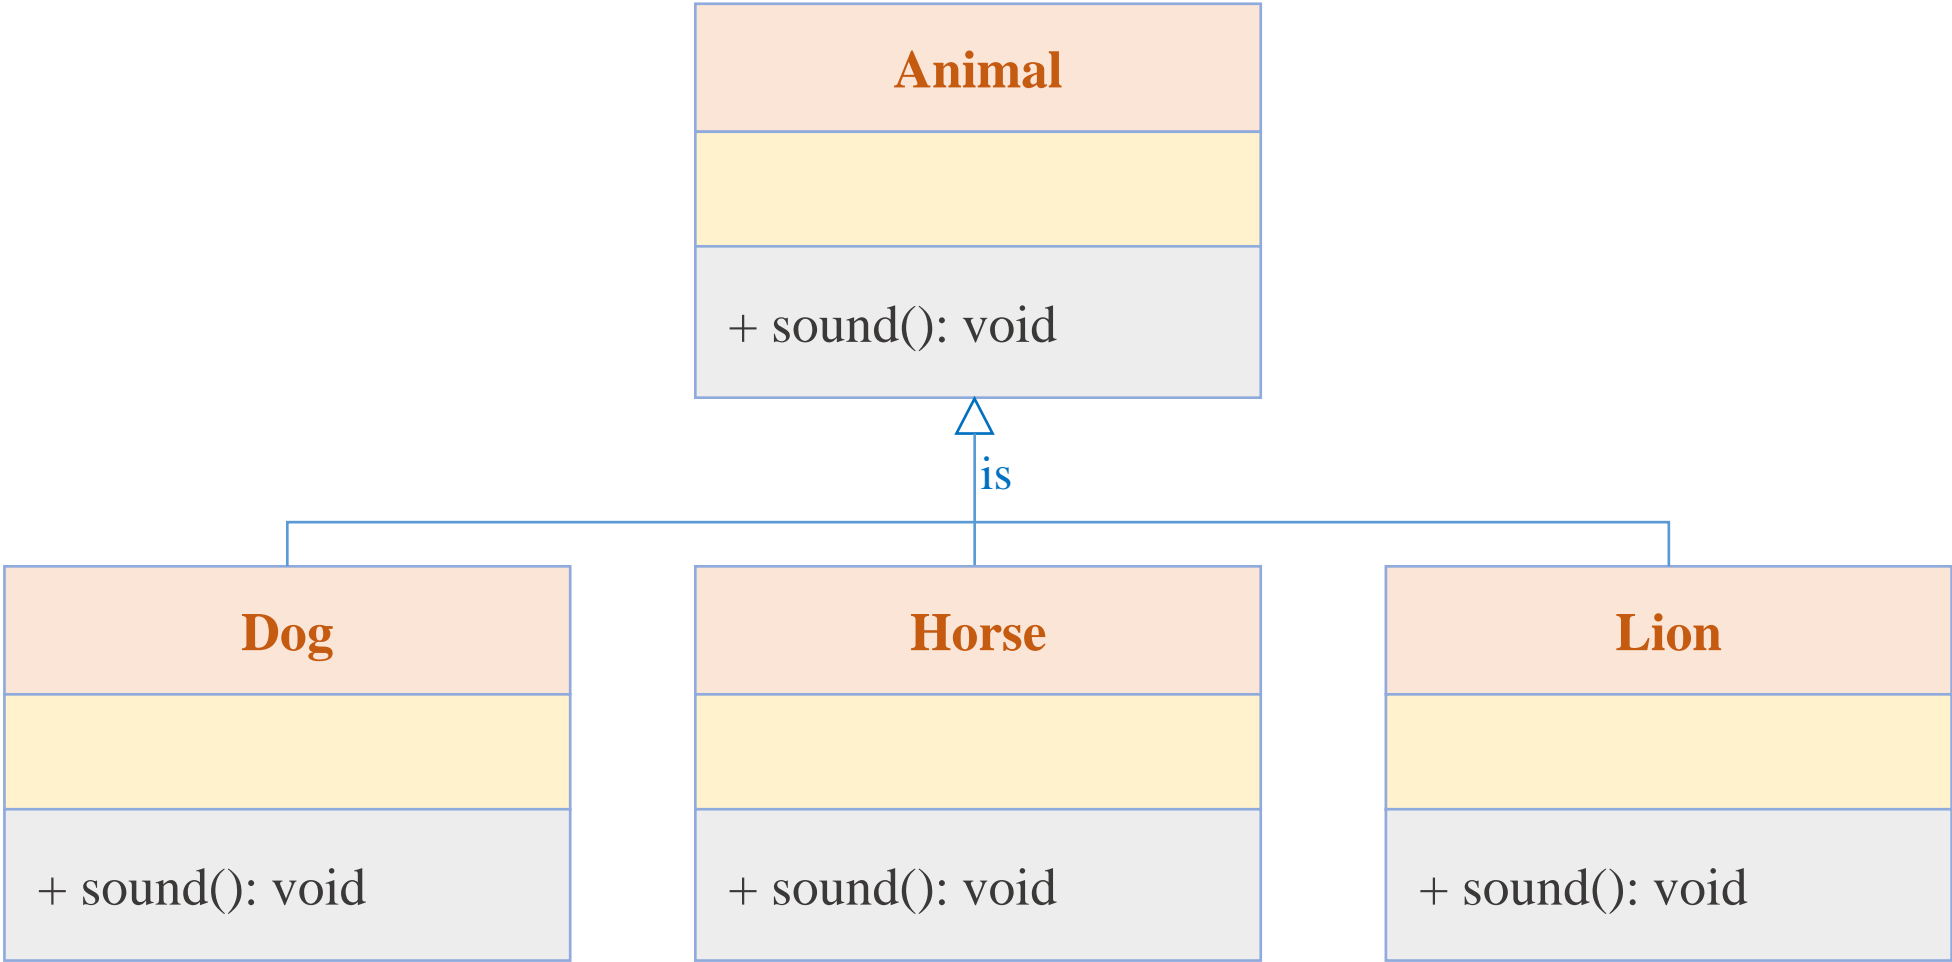 Animal
+ sound(): void
is
Dog
Horse
Lion
+ sound(): void
+ sound(): void
+ sound(): void